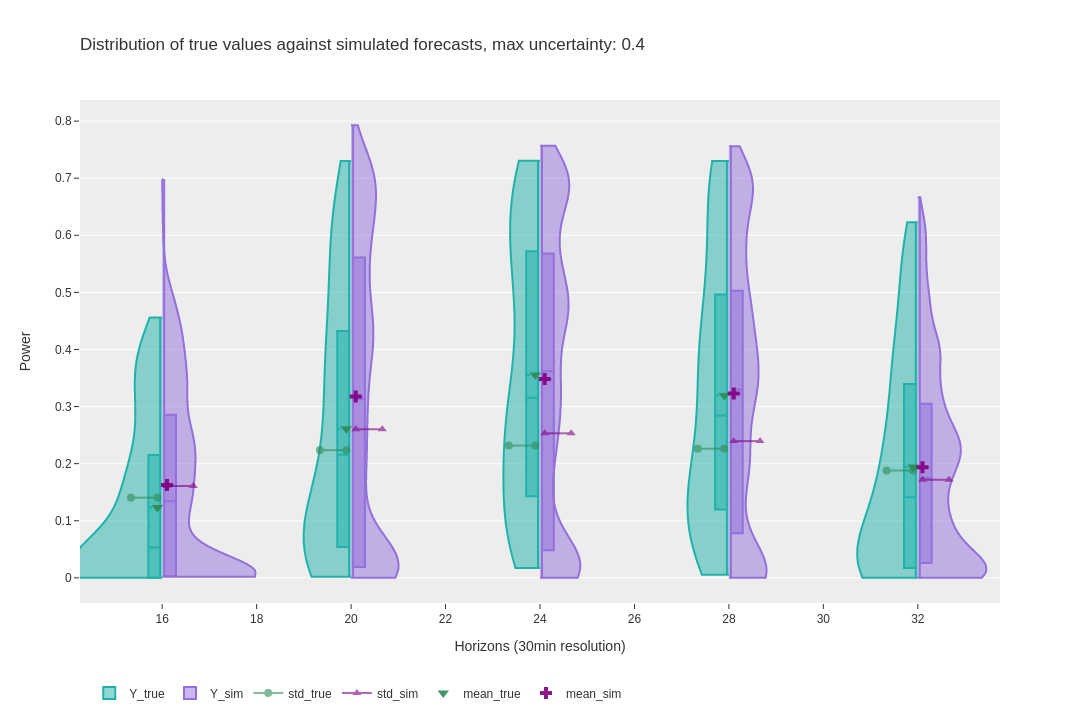 Distribution of true values against simulated forecasts, max uncertainty: 0.4
0.8
0.7
0.6
0.5
0.4
0.3
0.2
0.1
0
Power
16 18 20 22 24 26 28 30 32
Horizons (30min resolution)
Y_true Y_sim std_true std_sim mean_true mean_sim